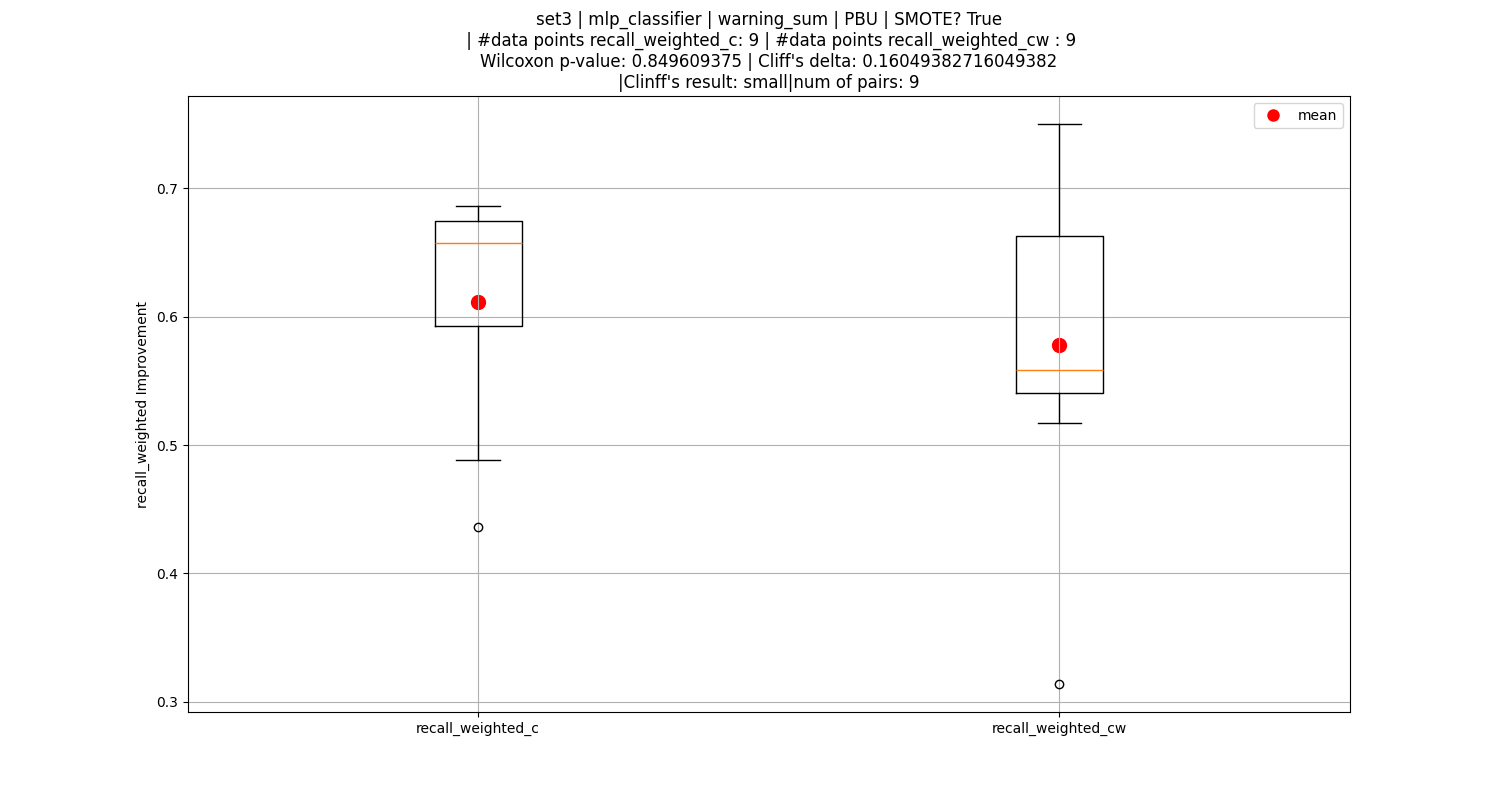 set3 | mlp_classifier | warning_sum | PBU | SMOTE? True
| #data points recall_weighted_c: 9 | #data points recall_weighted_cw : 9
Wilcoxon p-value: 0.849609375 | Cliff's delta: 0.16049382716049382
|Clinff's result: small|num of pairs: 9
mean
recall_weighted Improvement
0.7
0.6
0.5
0.4
0.3
recall_weighted_c
recall_weighted_cw